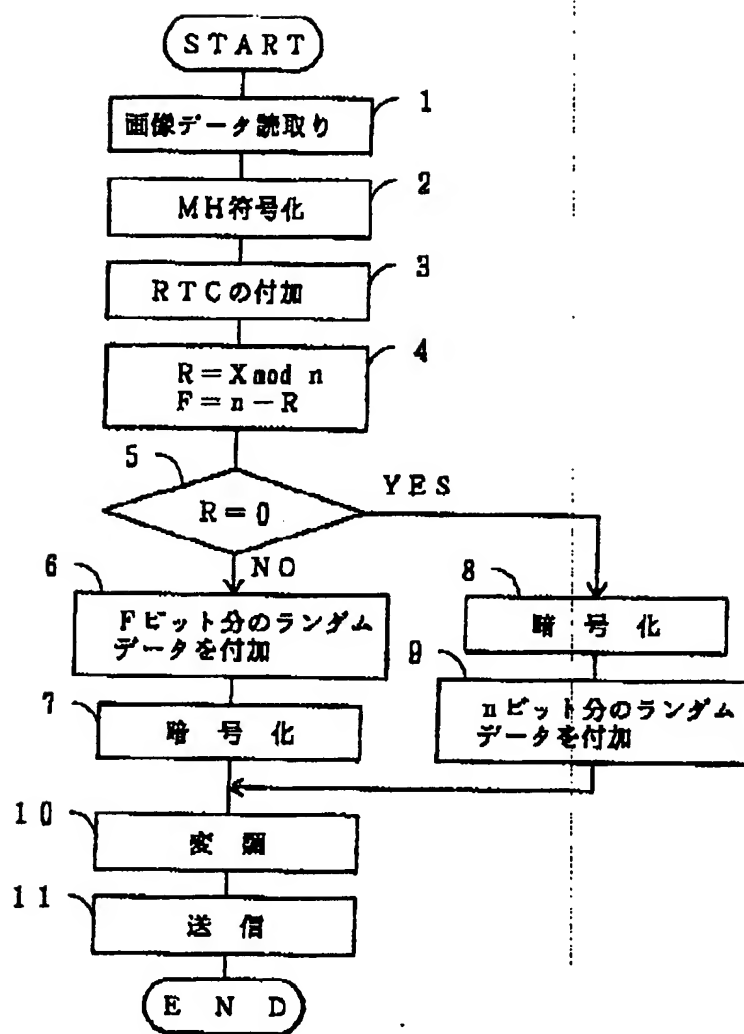 START
1
画像データ読取り
2
MH符号化
3
RTCの付加
4
R=Xmod n
F=n-R
5
R=0
YES
NO
6
Fビット分のランダム
データを付加
7
暗号化
8
暗号化
9
nビット分のランダム
データを付加
10
変調
11
送信
END